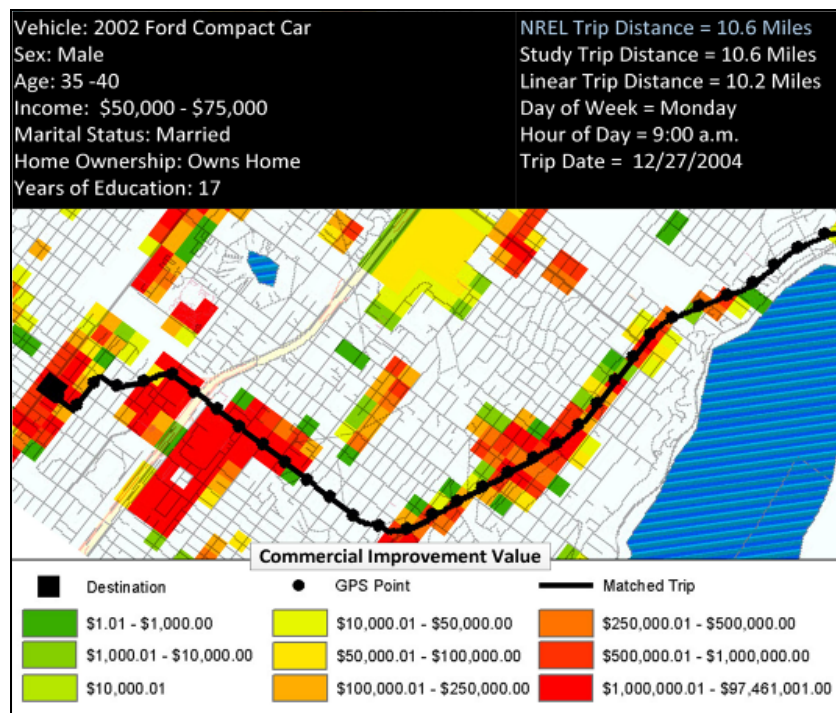 Vehicle: 2002 Ford Compact Car
Sex: Male
Age: 35 -40
Income: $50,000 - $75,000
Marital Status: Married
Home Ownership: Owns Home
Years of Education: 17
NREL Trip Distance = 10.6 Miles
Study Trip Distance = 10.6 Miles
Linear Trip Distance = 10.2 Miles
Day of Week = Monday
Hour of Day = 9:00 a.m.
Trip Date = 12/27/2004
Commercial Improvement Value
Destination
GPS Point
Matched Trip
$1.01 - $1,000.00
$10,000.01 - $50,000.00
$250,000.01 - $500,000.00
$1,000.01 - $10,000.00
$50,000.01 - $100,000.00
$500,000.01 - $1,000,000.00
$10,000.01
$100,000.01 - $250,000.00
$1,000,000.01 - $97,461,001.00